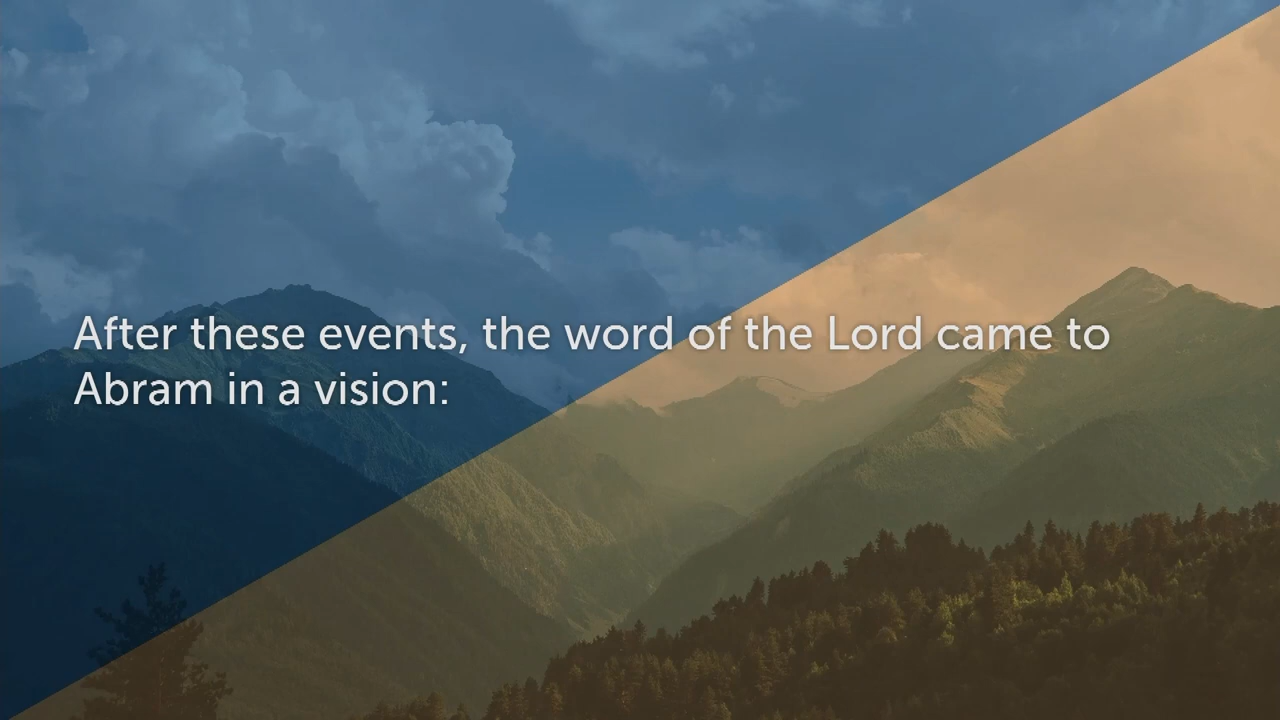 After these events, the word of the Lord came to
Abram in a vision: